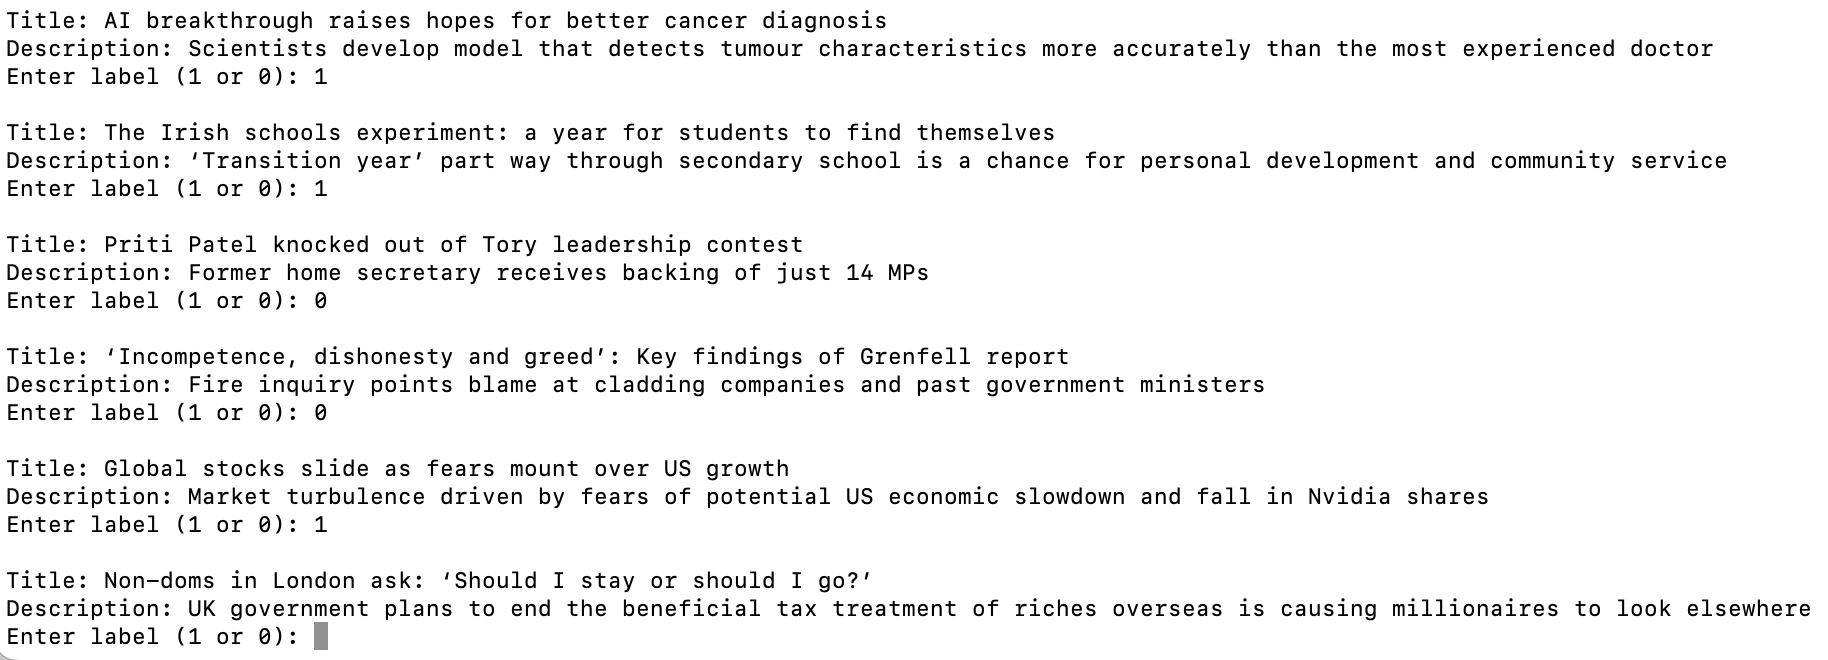 Title: AI breakthrough raises hopes for better cancer diagnosis
Description: Scientists develop model that detects tumour characteristics more accurately than the most experienced doctor
Enter label (1 or 0): 1
Title: The Irish schools experiment: a year for students to find themselves
Description: ‘Transition year’ part way through secondary school is a chance for personal development and community service
Enter label (1 or 0): 1
Title: Priti Patel knocked out of Tory leadership contest
Description: Former home secretary receives backing of just 14 MPs
Enter label (1 or 0): 0
Title: ‘Incompetence, dishonesty and greed’: Key findings of Grenfell report
Description: Fire inquiry points blame at cladding companies and past government ministers
Enter label (1 or 0): 0
Title: Global stocks slide as fears mount over US growth
Description: Market turbulence driven by fears of potential US economic slowdown and fall in Nvidia shares
Enter label (1 or 0): 1
Title: Non-doms in London ask: ‘Should I stay or should I go?’
Description: UK government plans to end the beneficial tax treatment of riches overseas is causing millionaires to look elsewhere
Enter label (1 or 0):